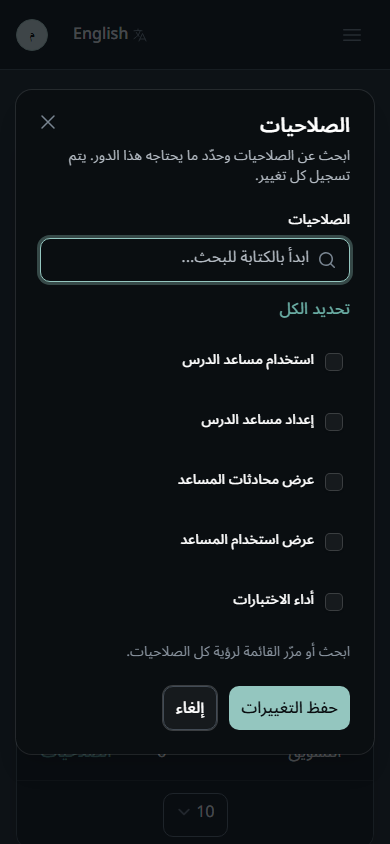 م
English
الصلاحيات
ابحث عن الصلاحيات وحدّد ما يحتاجه هذا الدور. يتم
تسجيل كل تغيير.
الصلاحيات
ابدأ بالكتابة للبحث...
تحديد الكل
استخدام مساعد الدرس
إعداد مساعد الدرس
عرض محادثات المساعد
عرض استخدام المساعد
أداء الاختبارات
ابحث أو مرّر القائمة لرؤية كل الصلاحيات.
حفظ التغييرات
إلغاء
10